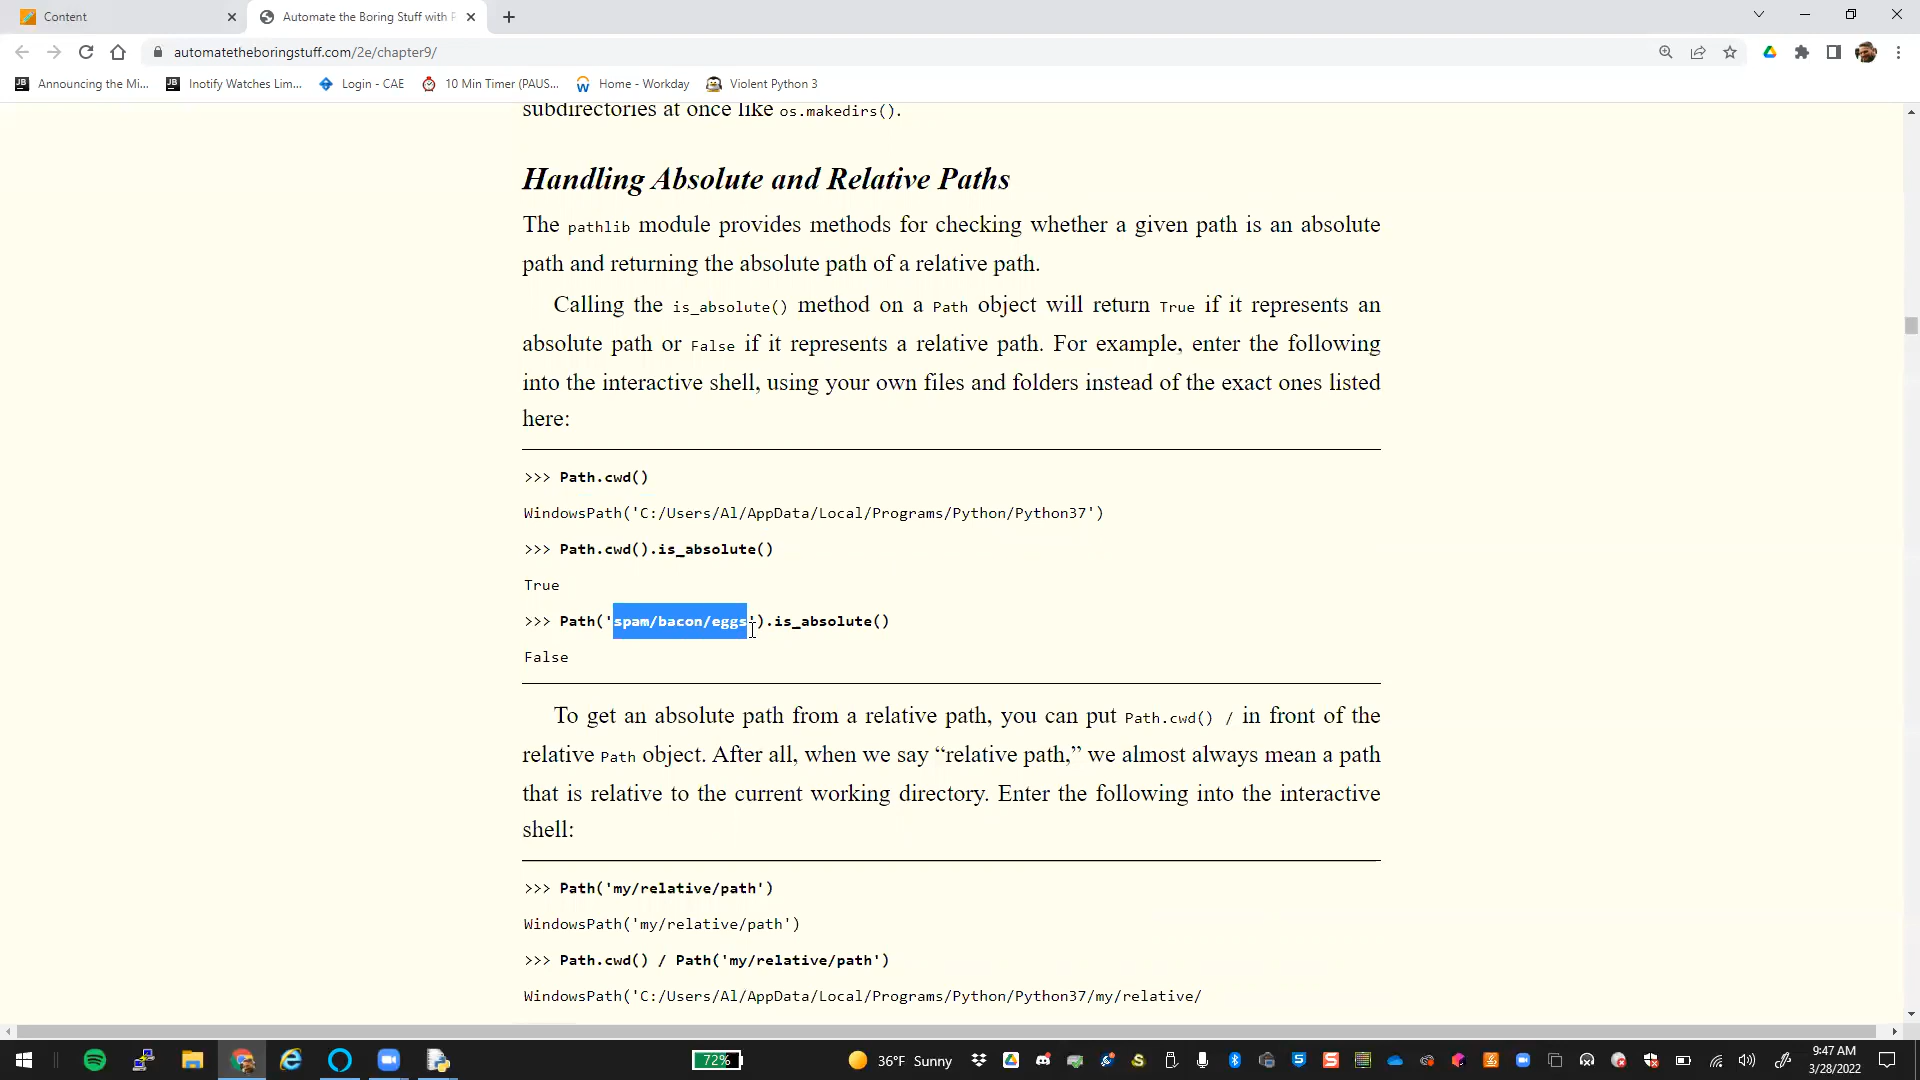 Content
Automate the Boring Stuff with P
automatetheboringstuff.com/2e/chapter9/
Announcing the Mi...
Inotify Watches Lim...
Login - CAE
10 Min Timer (PAUS...
Home - Workday
Violent Python 3
subdirectories at once like os.makedirs().
Handling Absolute and Relative Paths
The pathlib module provides methods for checking whether a given path is an absolute
path and returning the absolute path of a relative path.
Calling the is_absolute() method on a Path object will return True if it represents an
absolute path or False if it represents a relative path. For example, enter the following
into the interactive shell, using your own files and folders instead of the exact ones listed
here:
>>> Path.cwd()
WindowsPath('C:/Users/Al/AppData/Local/Programs/Python/Python37')
>>> Path.cwd().is_absolute()
True
>>> Path('spam/bacon/eggs').is_absolute()
False
To get an absolute path from a relative path, you can put Path.cwd() / in front of the
relative Path object. After all, when we say “relative path,” we almost always mean a path
that is relative to the current working directory. Enter the following into the interactive
shell:
>>> Path('my/relative/path')
WindowsPath('my/relative/path')
>>> Path.cwd() / Path('my/relative/path')
WindowsPath('C:/Users/Al/AppData/Local/Programs/Python/Python37/my/relative/
72%
36°F Sunny
9:47 AM
3/28/2022